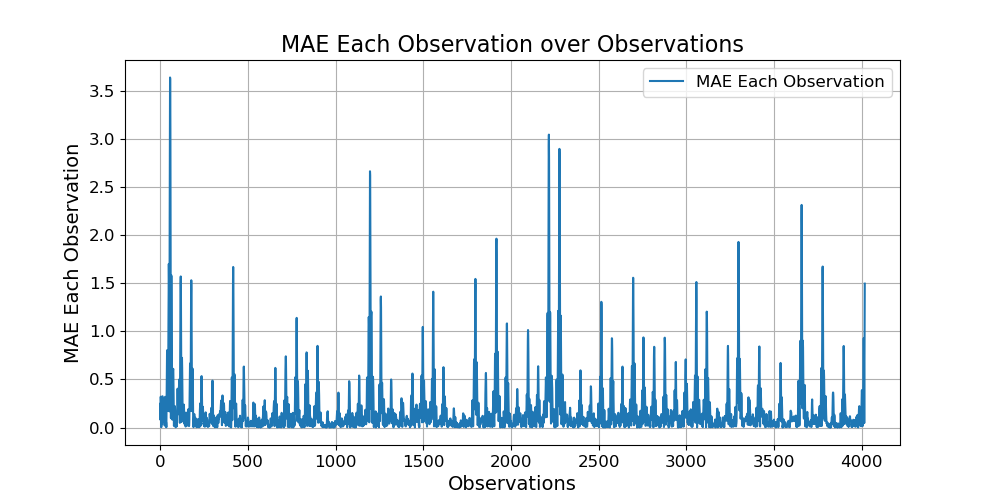 MAE Each Observation over Observations
MAE Each Observation
3.5
3.0
2.5
2.0
1.5
1.0
0.5
0.0
MAE Each Observation
0 500 1000 1500 2000 2500 3000 3500 4000
Observations